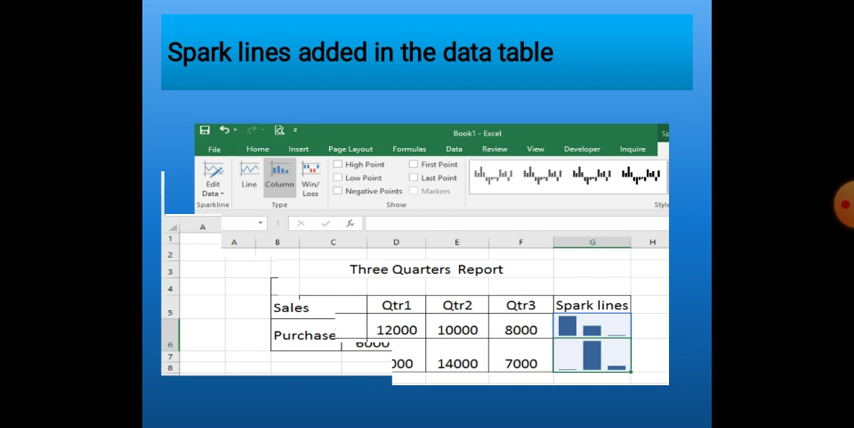 Spark lines added in the data table
Book1 - Excel
File Home Insert Page Layout Formulas Data Review View Developer Inquire
High Point First Point
Low Point Last Point
Negative Points Markers
Edit Data Line Column Win/Loss
Sparkline Type Show
fx
A
A B C D E F G H
1
2
3 Three Quarters Report
4
5 Sales Qtr1 Qtr2 Qtr3 Spark lines
Purchase 12000 10000 8000
6 6000
7
8 000 14000 7000